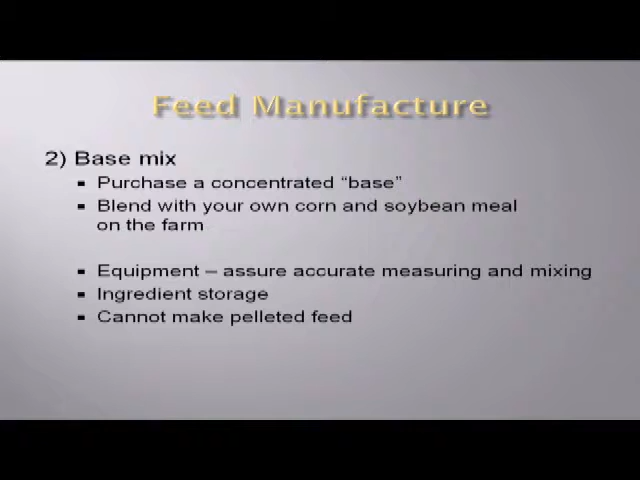 Feed Manufacture
2) Base mix
▪ Purchase a concentrated “base”
▪ Blend with your own corn and soybean meal
on the farm
▪ Equipment – assure accurate measuring and mixing
▪ Ingredient storage
▪ Cannot make pelleted feed